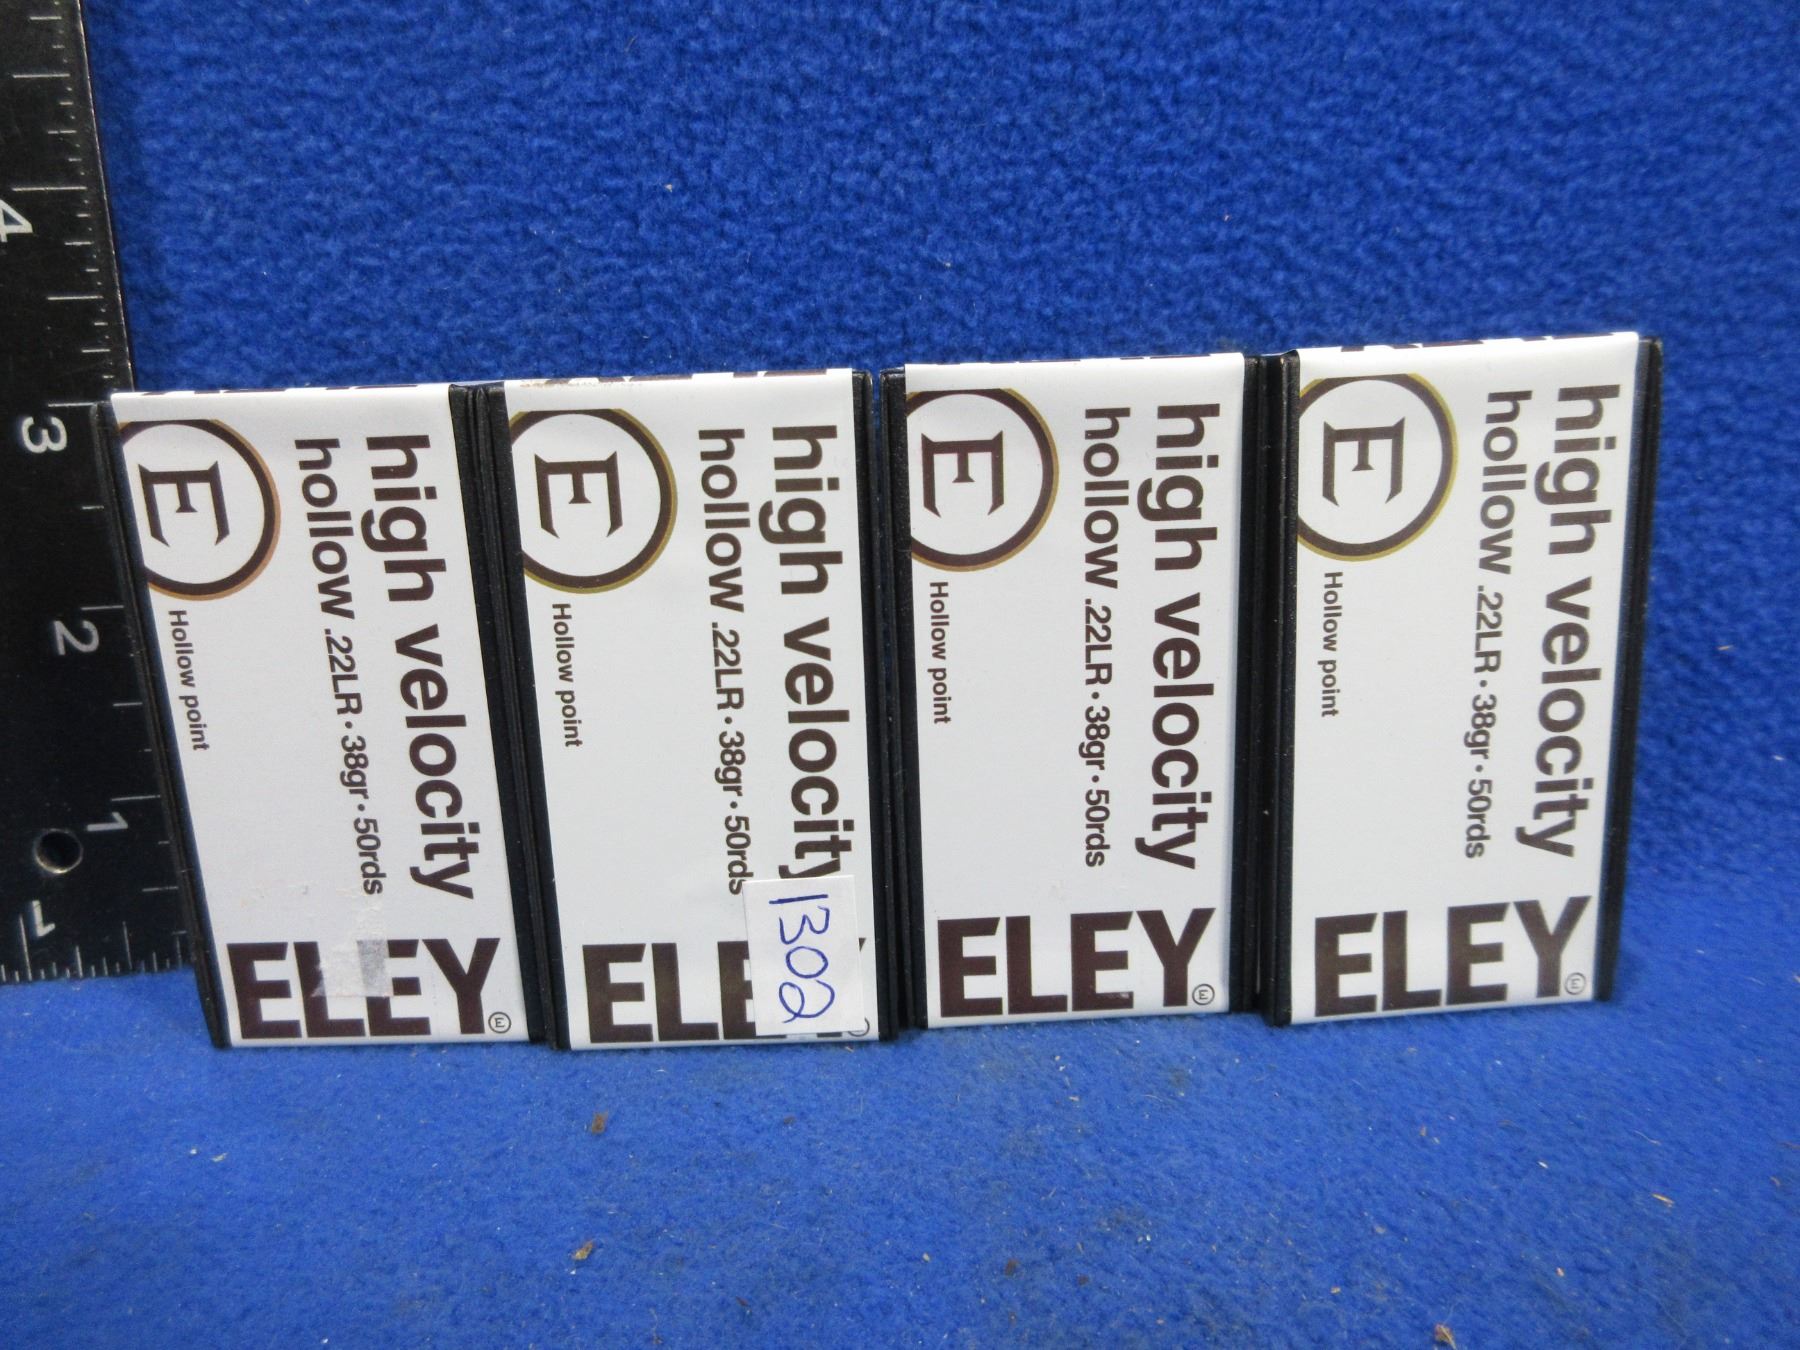 high velocity
hollow .22LR • 38gr • 50rds
E
Hollow point
ELEY
high velocity
hollow .22LR • 38gr • 50rds
E
Hollow point
ELEY
1302
high velocity
hollow .22LR • 38gr • 50rds
E
Hollow point
ELEY
high velocity
hollow .22LR • 38gr • 50rds
E
Hollow point
ELEY
4
3
2
1
1